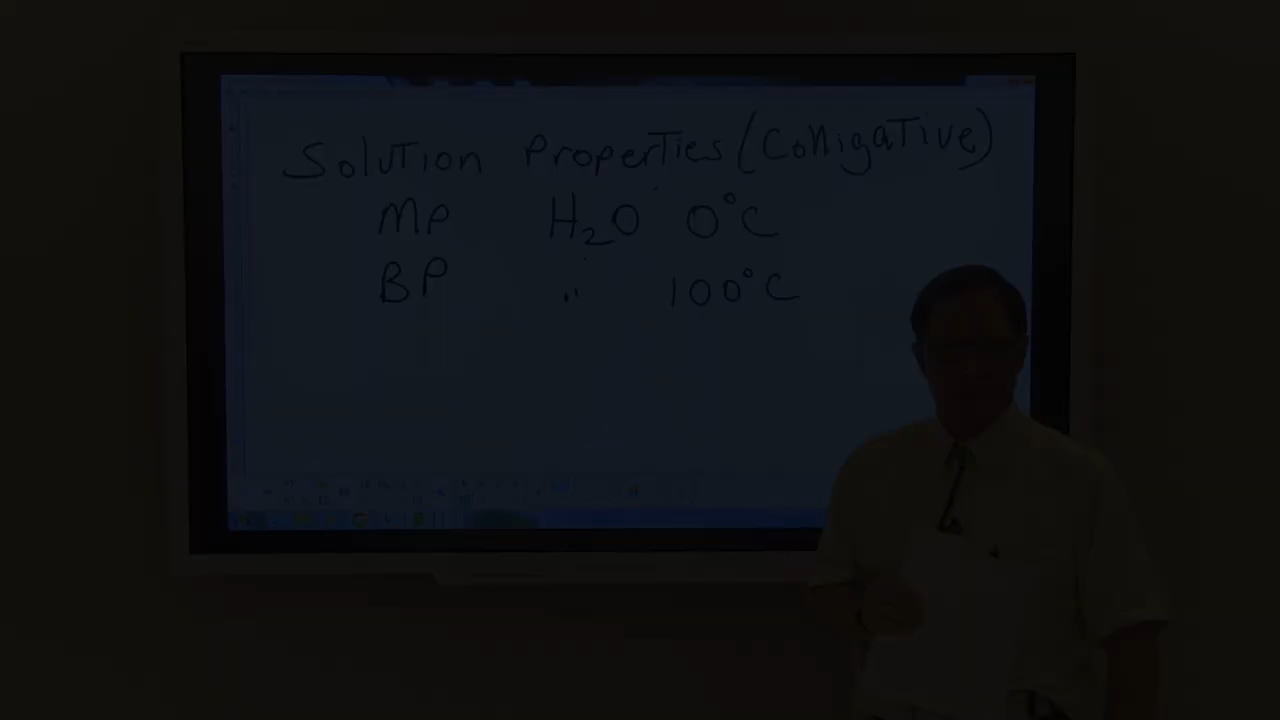 Solution Properties (Colligative)
MP H₂O 0°C
BP " 100°C